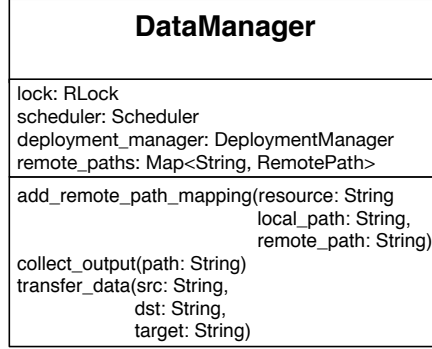 DataManager
lock: RLock
scheduler: Scheduler
deployment_manager: DeploymentManager
remote_paths: Map<String, RemotePath>
add_remote_path_mapping(resource: String
local_path: String,
remote_path: String)
collect_output(path: String)
transfer_data(src: String,
dst: String,
target: String)